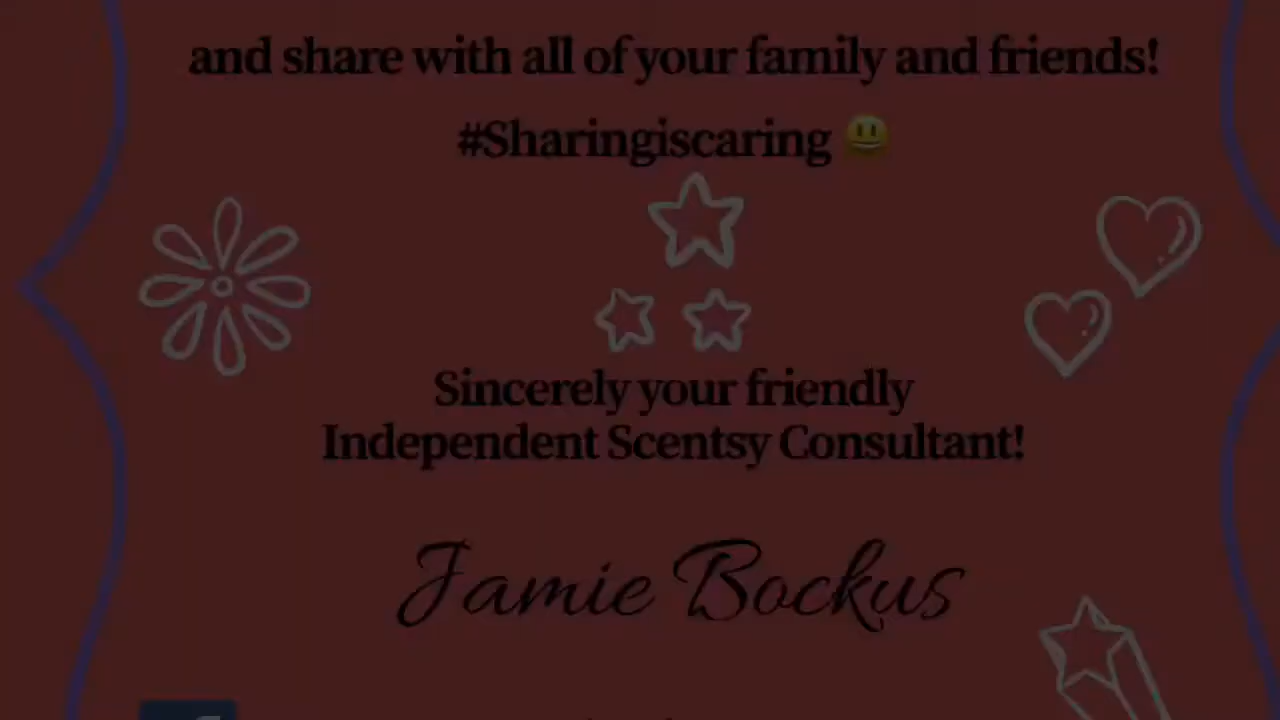 and share with all of your family and friends!
#Sharingiscaring 😃
Sincerely your friendly
Independent Scentsy Consultant!
Jamie Bockus